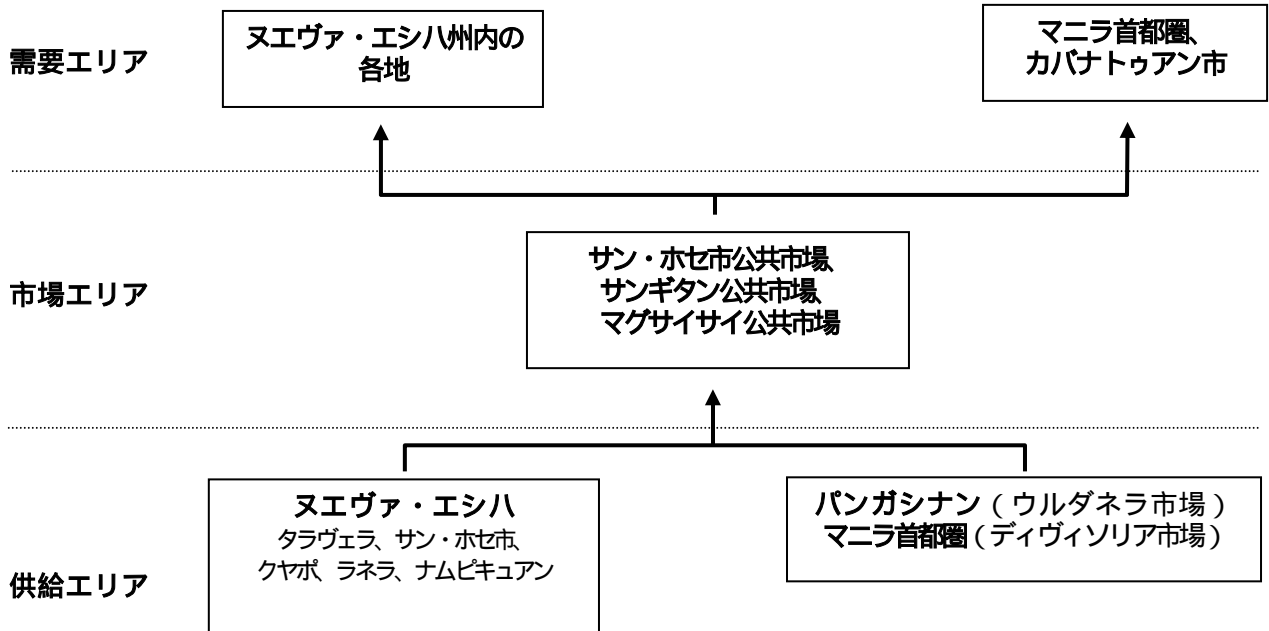 需要エリア
ヌエヴァ・エシハ州内の
各地
マニラ首都圏、
カバナトゥアン市
市場エリア
サン・ホセ市公共市場、
サンギタン公共市場、
マグサイサイ公共市場
供給エリア
ヌエヴァ・エシハ
タラヴェラ、サン・ホセ市、
クヤポ、ラネラ、ナムピキュアン
パンガシナン（ウルダネラ市場）
マニラ首都圏（ディヴィソリア市場）